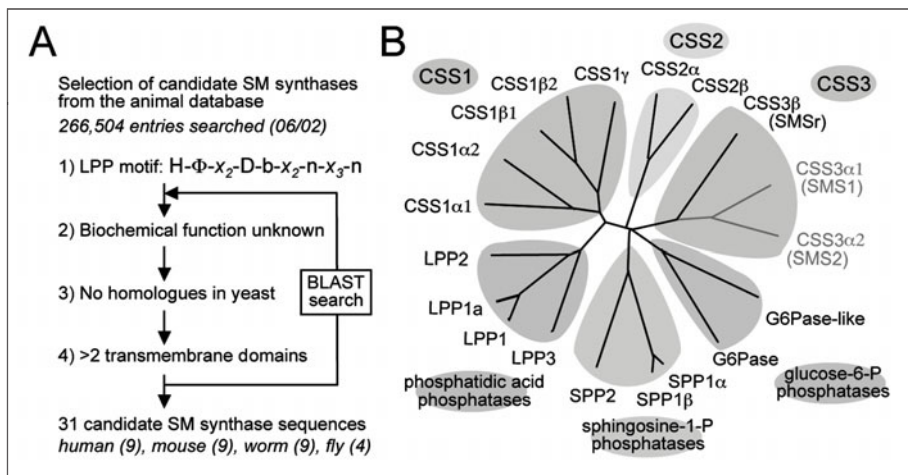 A
Selection of candidate SM synthases
from the animal database
266,504 entries searched (06/02)
1) LPP motif: H-Φ-x₂-D-b-x₂-n-x₃-n
2) Biochemical function unknown
BLAST
search
3) No homologues in yeast
4) >2 transmembrane domains
31 candidate SM synthase sequences
human (9), mouse (9), worm (9), fly (4)
B
CSS1
CSS2
CSS3
CSS1α1
CSS1α2
CSS1β1
CSS1β2
CSS1γ
CSS2α
CSS2β
CSS3β
(SMSr)
CSS3α1
(SMS1)
CSS3α2
(SMS2)
G6Pase-like
G6Pase
glucose-6-P
phosphatases
SPP1α
SPP1β
SPP2
sphingosine-1-P
phosphatases
LPP3
LPP1
LPP1a
LPP2
phosphatidic acid
phosphatases